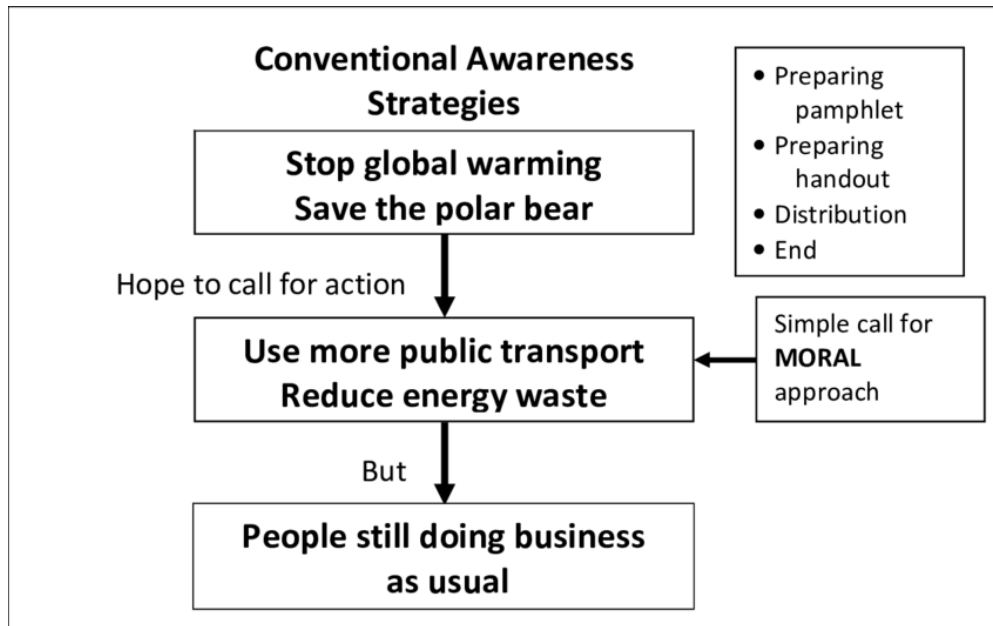 Conventional Awareness
Strategies
Stop global warming
Save the polar bear
• Preparing
pamphlet
• Preparing
handout
• Distribution
• End
Hope to call for action
Use more public transport
Reduce energy waste
Simple call for
MORAL
approach
But
People still doing business
as usual